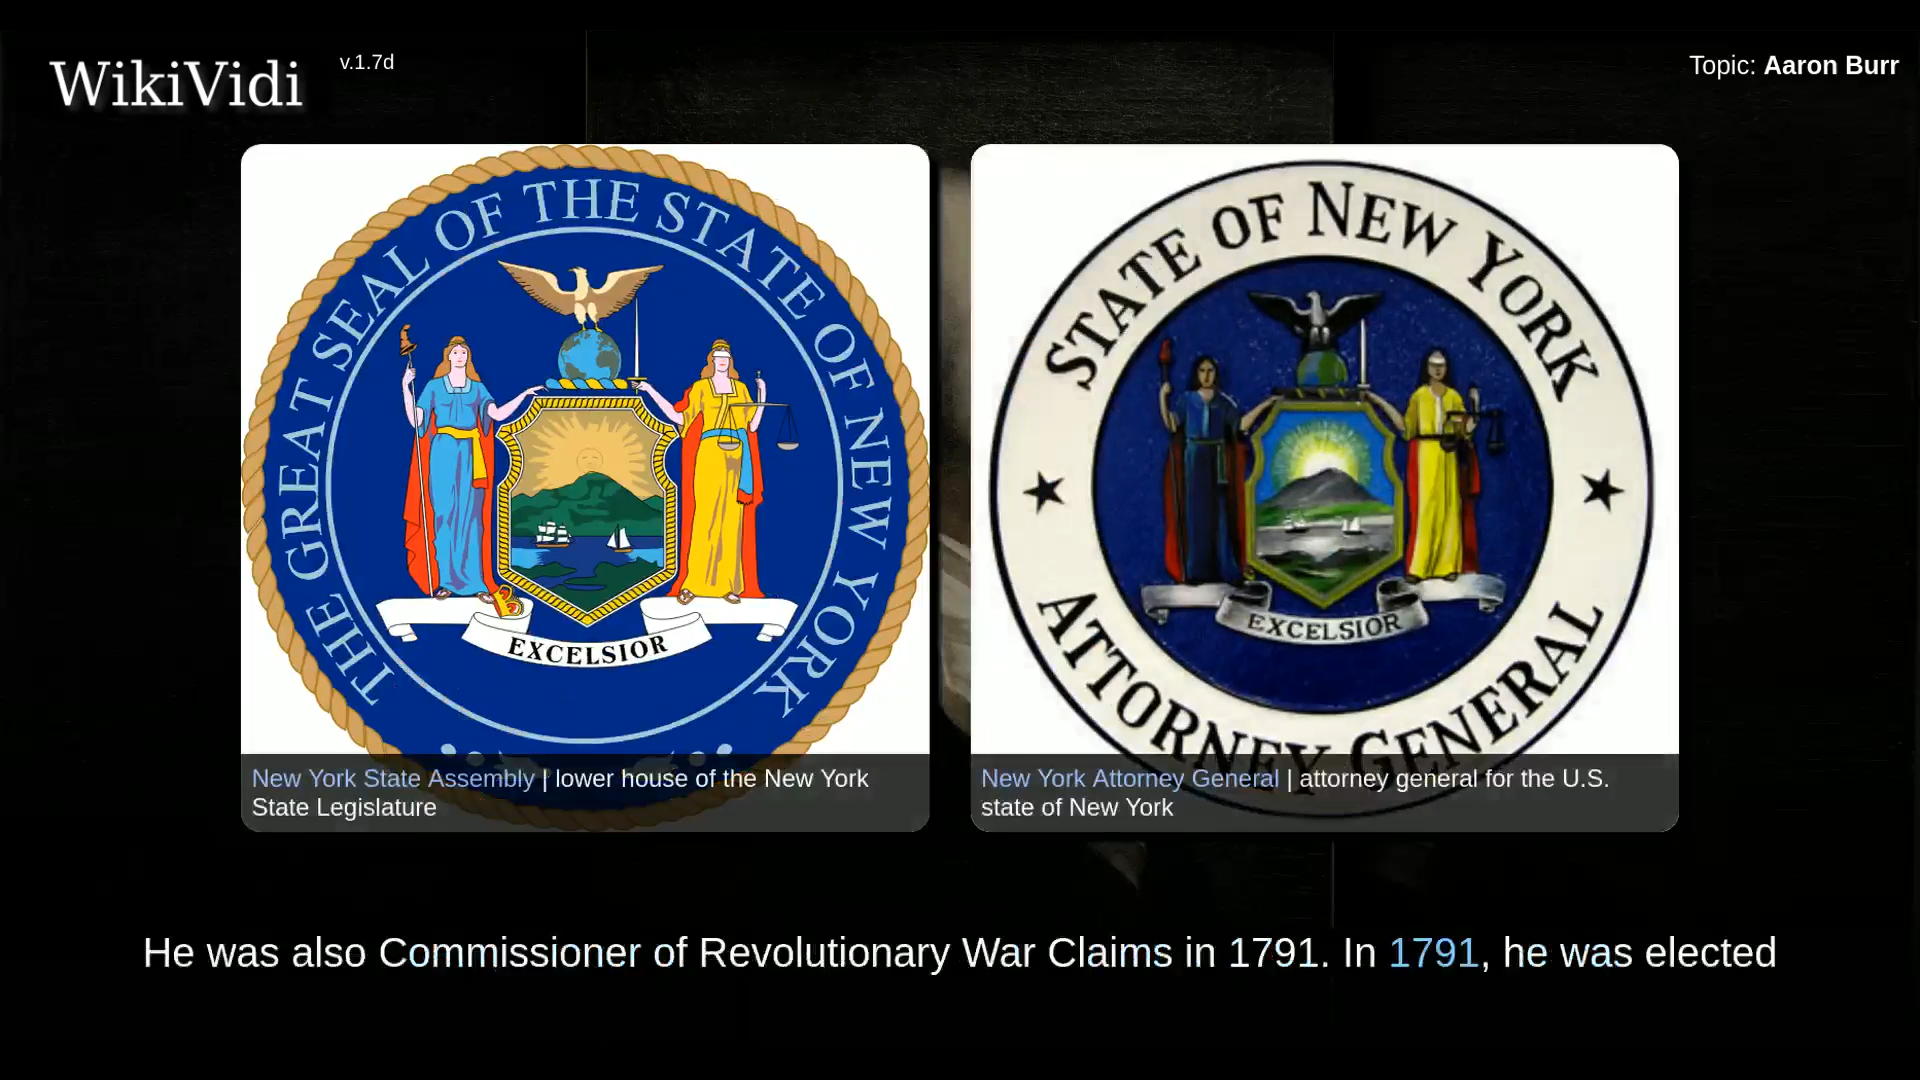 WikiVidi
v.1.7d
Topic: Aaron Burr
THE GREAT SEAL OF THE STATE OF NEW YORK
EXCELSIOR
New York State Assembly | lower house of the New York
State Legislature
STATE OF NEW YORK
EXCELSIOR
ATTORNEY GENERAL
New York Attorney General | attorney general for the U.S.
state of New York
He was also Commissioner of Revolutionary War Claims in 1791. In 1791, he was elected